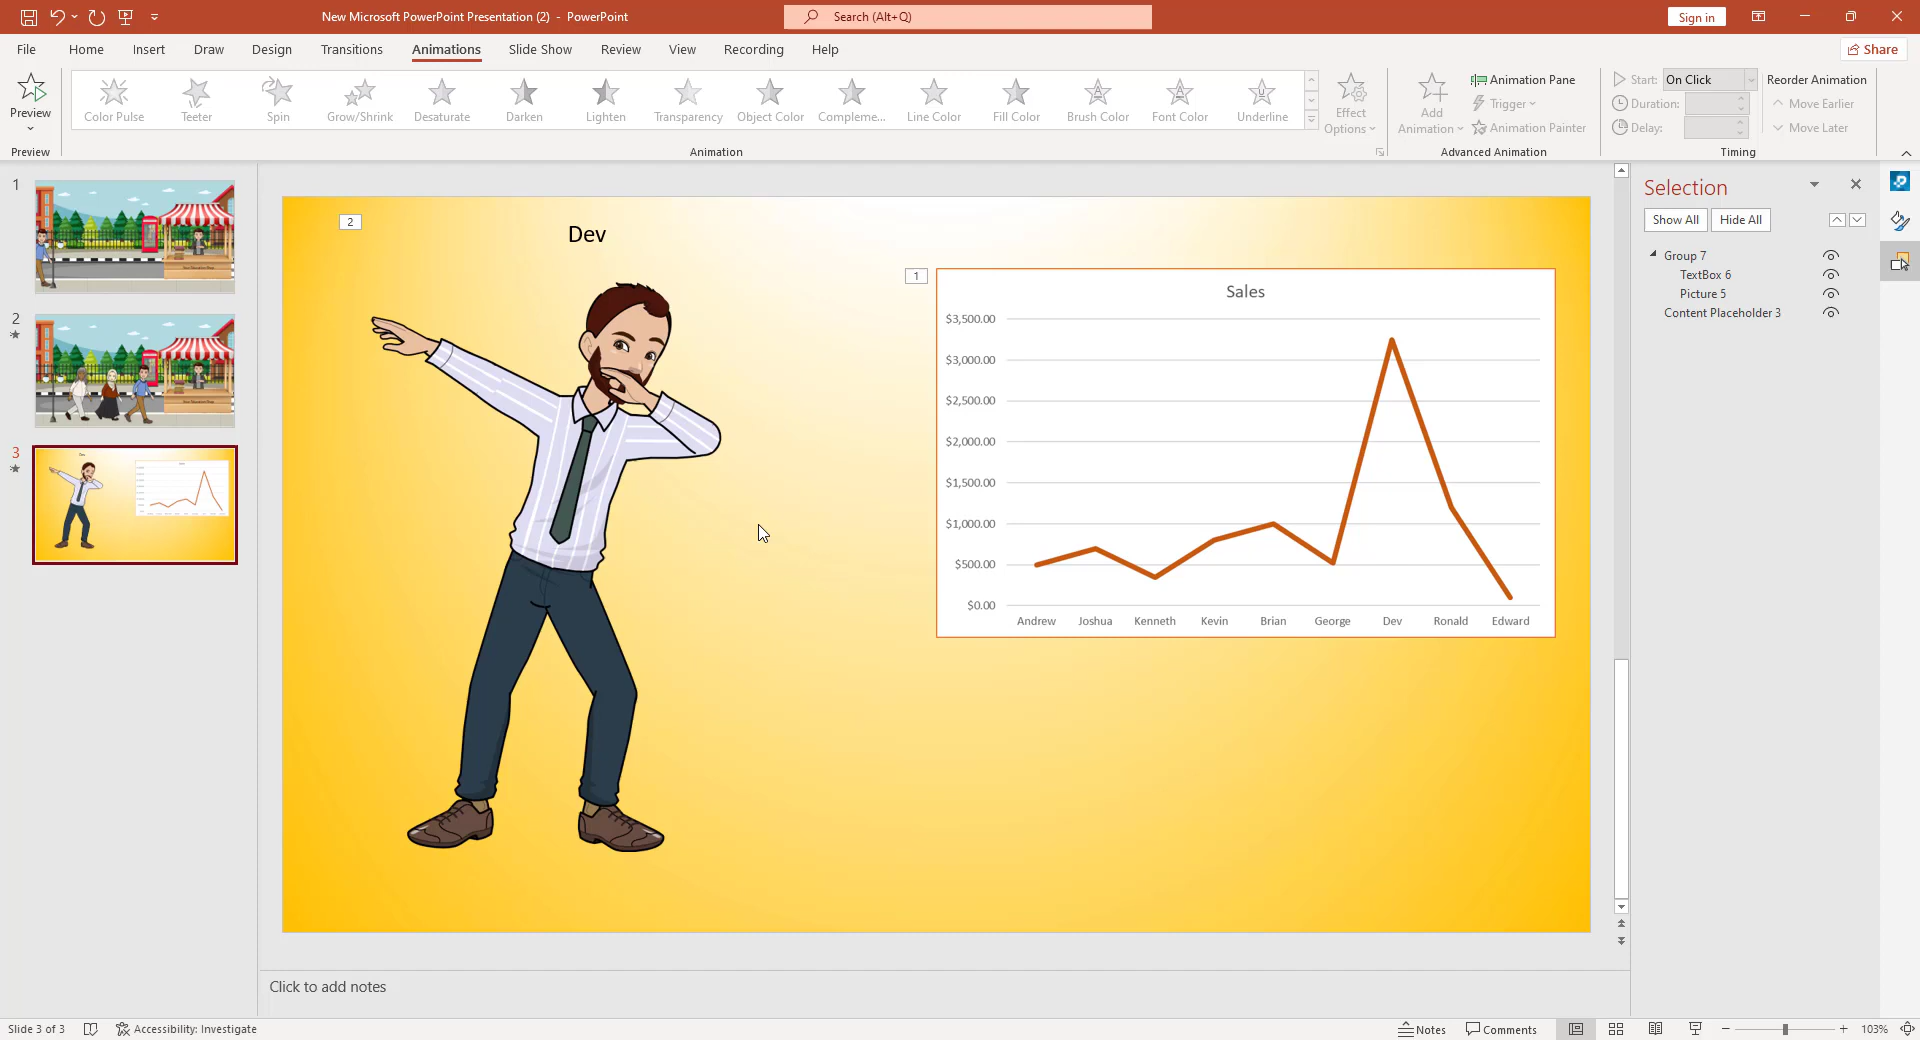 New Microsoft PowerPoint Presentation (2) - PowerPoint
Search (Alt+Q)
Sign in
File Home Insert Draw Design Transitions Animations Slide Show Review View Recording Help
Share
Preview
Color Pulse Teeter Spin Grow/Shrink Desaturate Darken Lighten Transparency Object Color Compleme... Line Color Fill Color Brush Color Font Color Underline
Effect
Options
Add
Animation
Animation Pane
Trigger
Animation Painter
Start: On Click
Duration:
Delay:
Reorder Animation
Move Earlier
Move Later
Preview Animation Advanced Animation Timing
1
2
3
2
Dev
1
Sales
$3,500.00
$3,000.00
$2,500.00
$2,000.00
$1,500.00
$1,000.00
$500.00
$0.00
Andrew Joshua Kenneth Kevin Brian George Dev Ronald Edward
Selection
Show All Hide All
Group 7
TextBox 6
Picture 5
Content Placeholder 3
Click to add notes
Slide 3 of 3 Accessibility: Investigate Notes Comments 103%